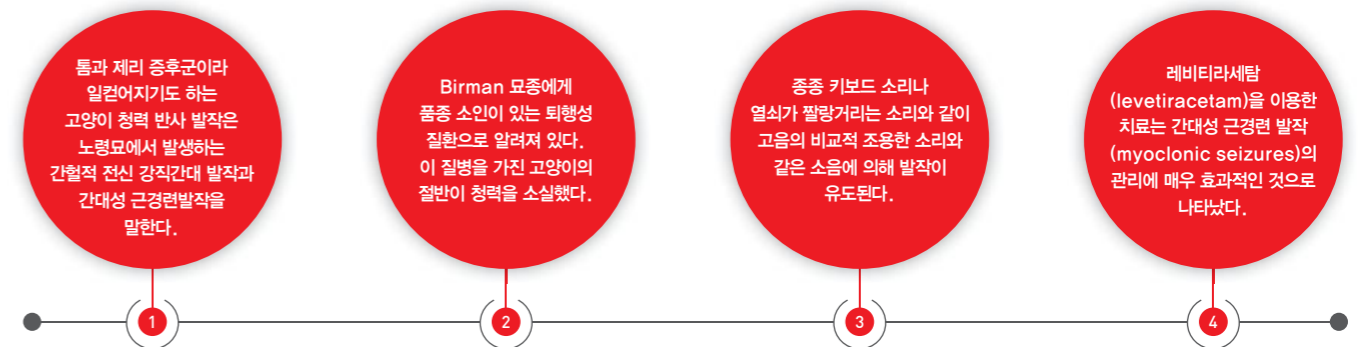 톰과 제리 증후군이라
일컫어지기도 하는
고양이 청력 반사 발작은
노령묘에서 발생하는
간헐적 전신 강직간대 발작과
간대성 근경련발작을
말한다.
Birman 묘종에게
품종 소인이 있는 퇴행성
질환으로 알려져 있다.
이 질병을 가진 고양이의
절반이 청력을 소실했다.
종종 키보드 소리나
열쇠가 짤랑거리는 소리와 같이
고음의 비교적 조용한 소리와
같은 소음에 의해 발작이
유도된다.
레비티라세탐
(levetiracetam)을 이용한
치료는 간대성 근경련 발작
(myoclonic seizures)의
관리에 매우 효과적인 것으로
나타났다.
1
2
3
4